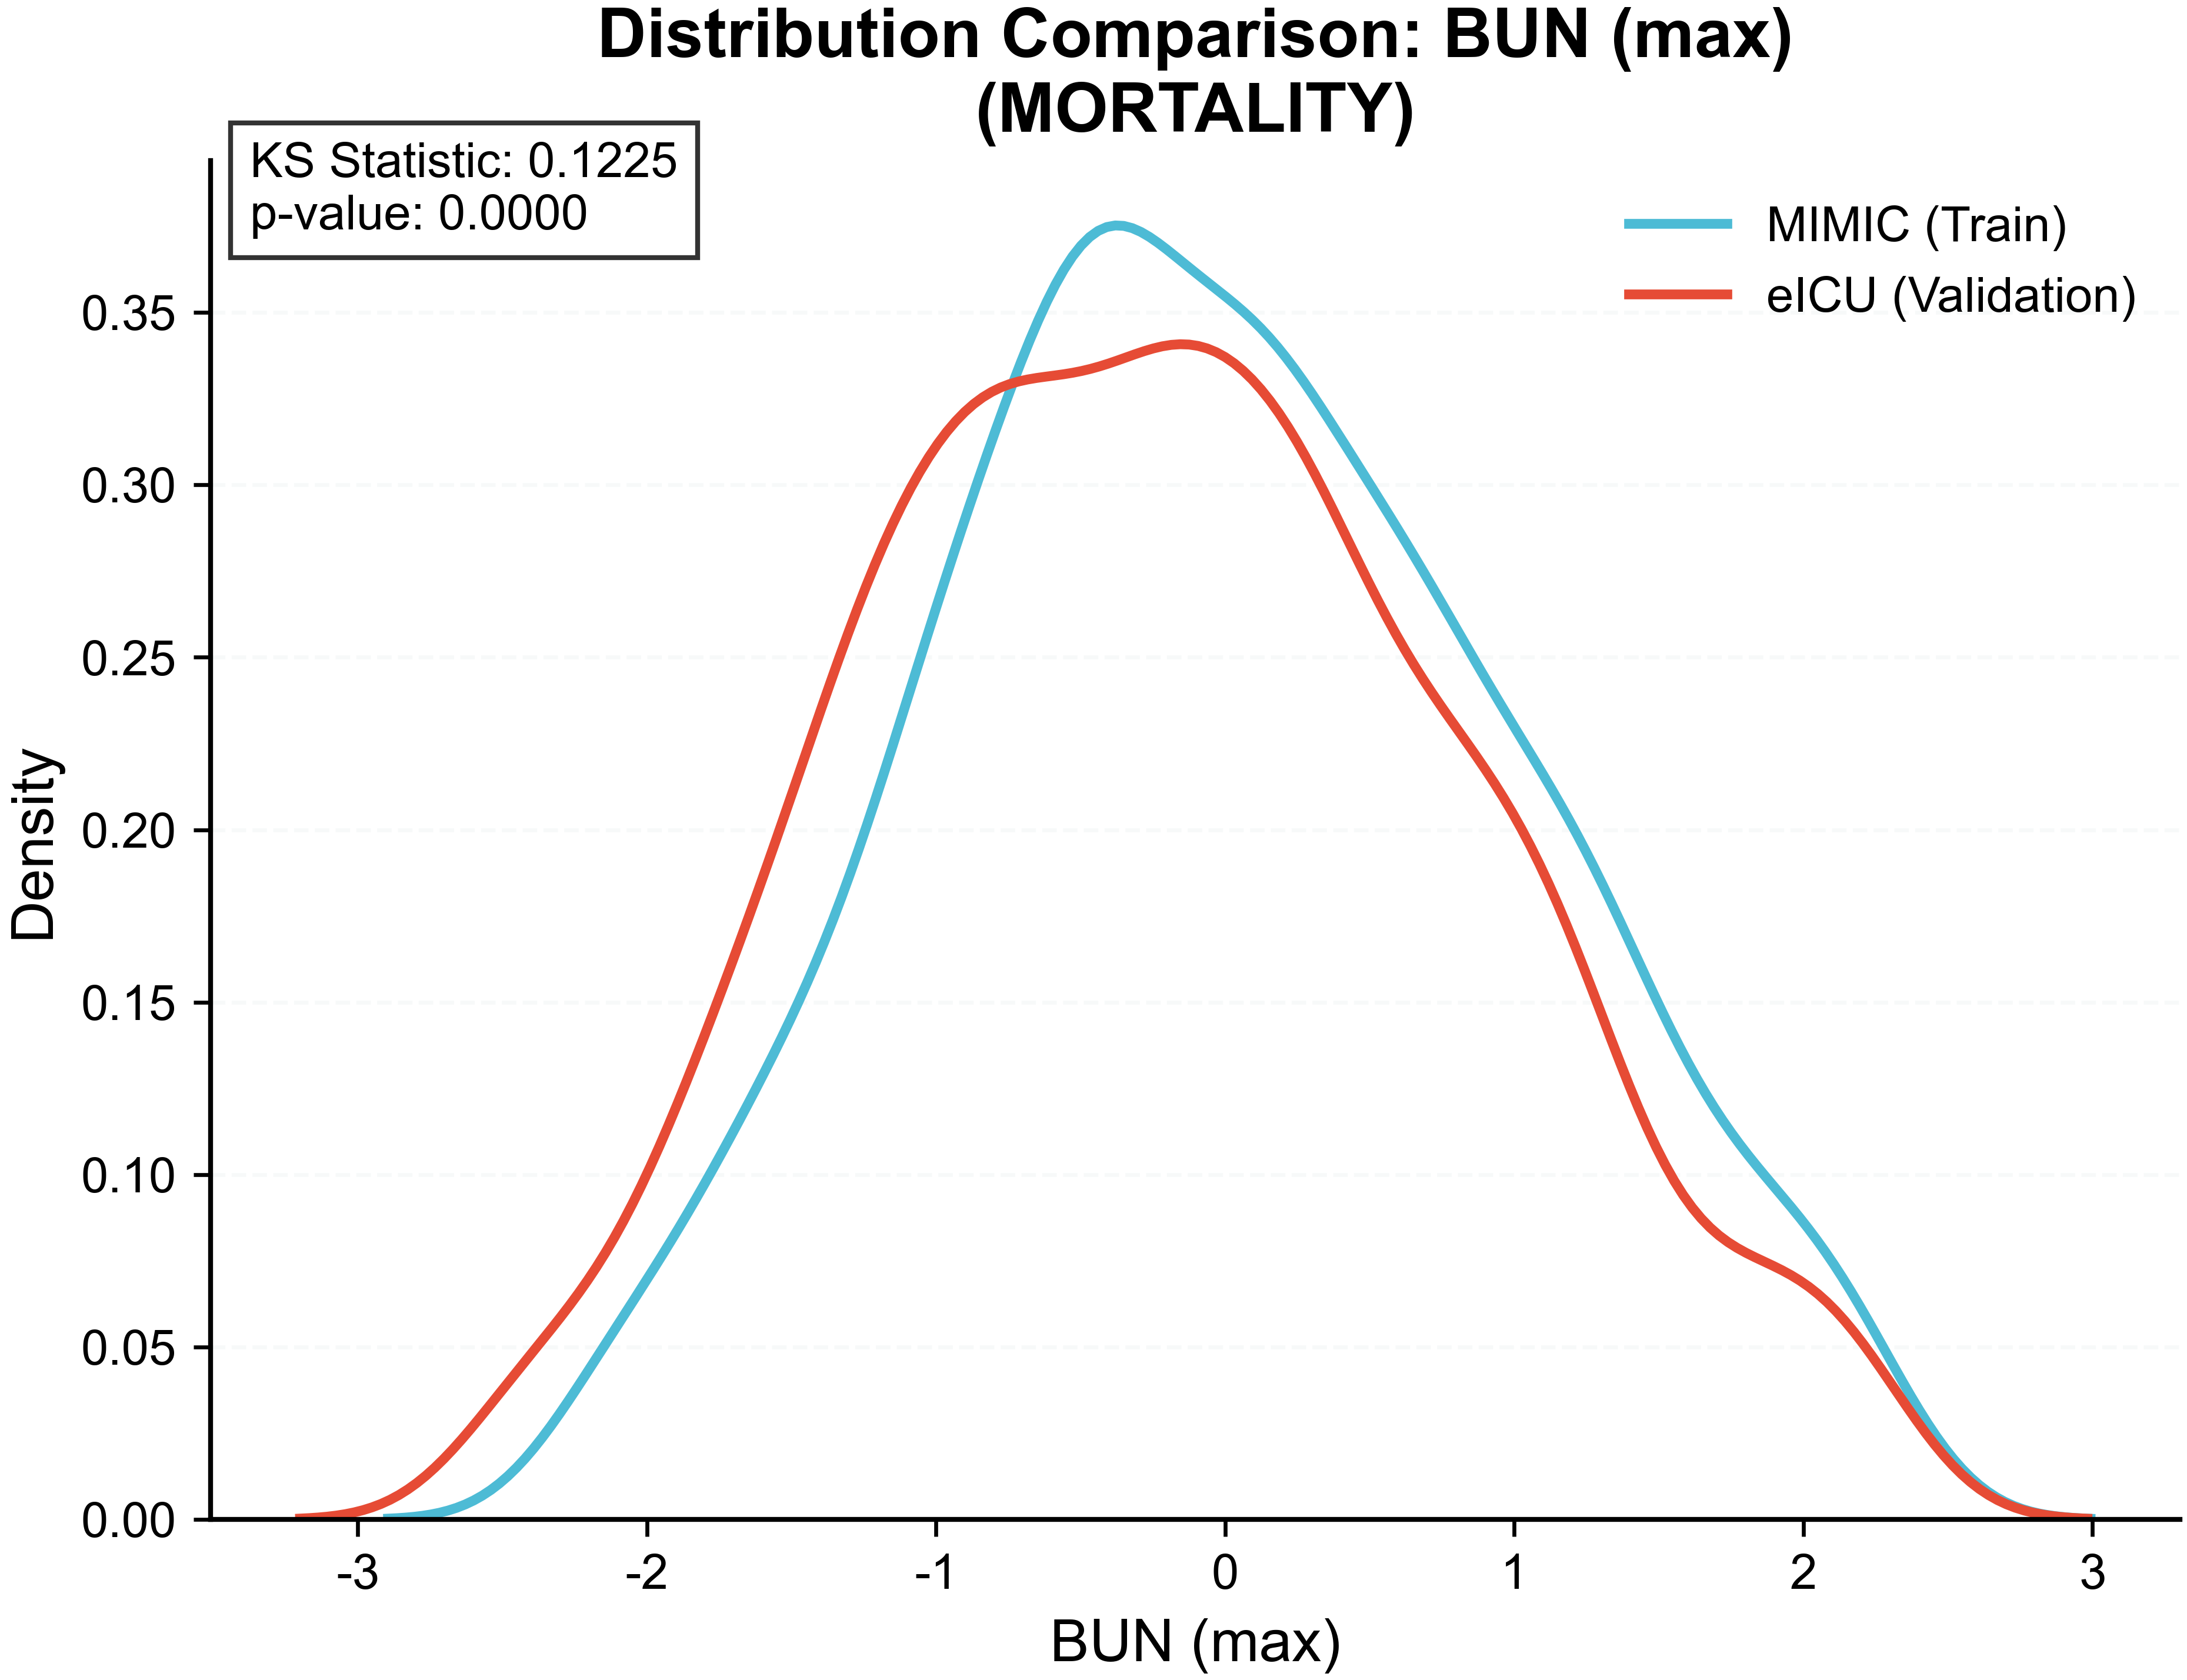 Distribution Comparison: BUN (max)
(MORTALITY)
KS Statistic: 0.1225
p-value: 0.0000
MIMIC (Train)
eICU (Validation)
0.35
0.30
0.25
0.20
0.15
0.10
0.05
0.00
Density
-3 -2 -1 0 1 2 3
BUN (max)